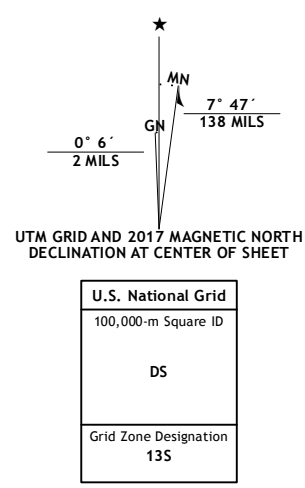 ★
MN
7° 47´
138 MILS
GN
0° 6´
2 MILS
UTM GRID AND 2017 MAGNETIC NORTH
DECLINATION AT CENTER OF SHEET
U.S. National Grid
100,000-m Square ID
DS
Grid Zone Designation
13S